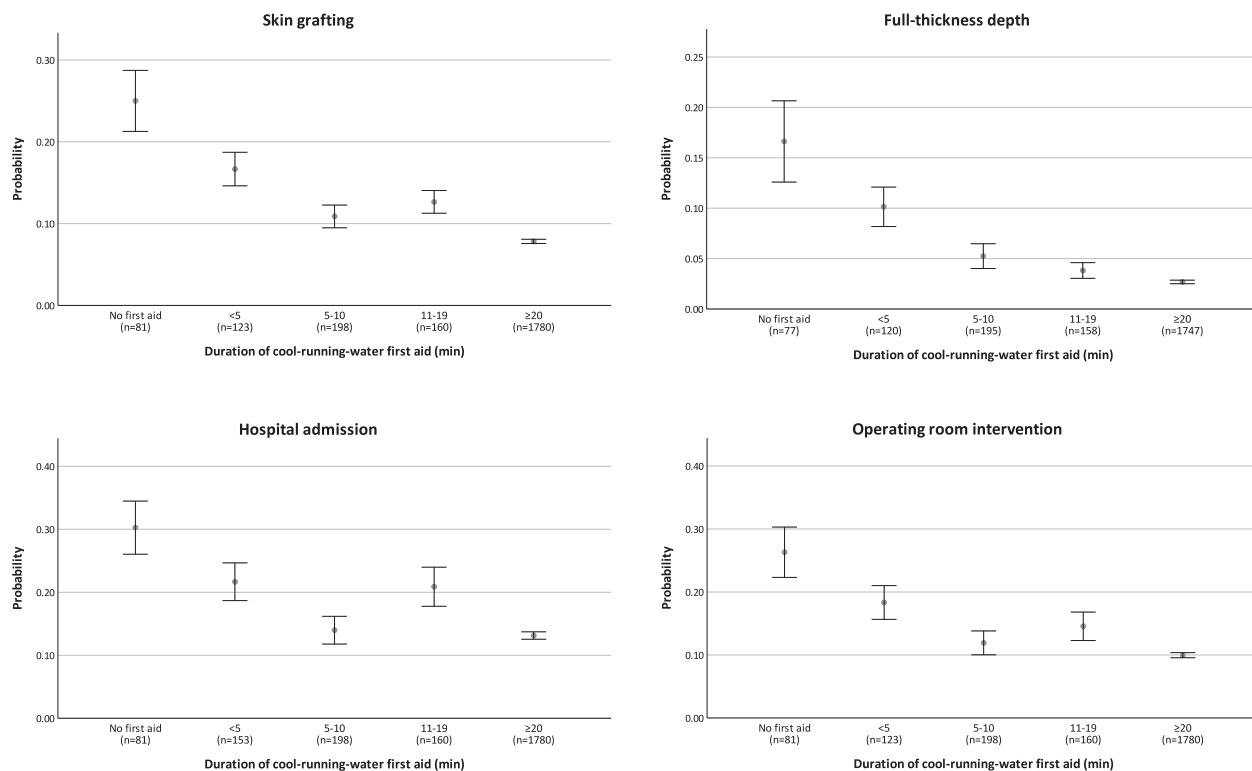 Skin grafting
Probability
0.30
0.20
0.10
0.00
No first aid <5 5-10 11-19 ≥20
(n=81) (n=123) (n=198) (n=160) (n=1780)
Duration of cool-running-water first aid (min)
Full-thickness depth
Probability
0.25
0.20
0.15
0.10
0.05
0.00
No first aid <5 5-10 11-19 ≥20
(n=77) (n=120) (n=195) (n=158) (n=1747)
Duration of cool-running-water first aid (min)
Hospital admission
Probability
0.40
0.30
0.20
0.10
0.00
No first aid <5 5-10 11-19 ≥20
(n=81) (n=153) (n=198) (n=160) (n=1780)
Duration of cool-running-water first aid (min)
Operating room intervention
Probability
0.40
0.30
0.20
0.10
0.00
No first aid <5 5-10 11-19 ≥20
(n=81) (n=123) (n=198) (n=160) (n=1780)
Duration of cool-running-water first aid (min)